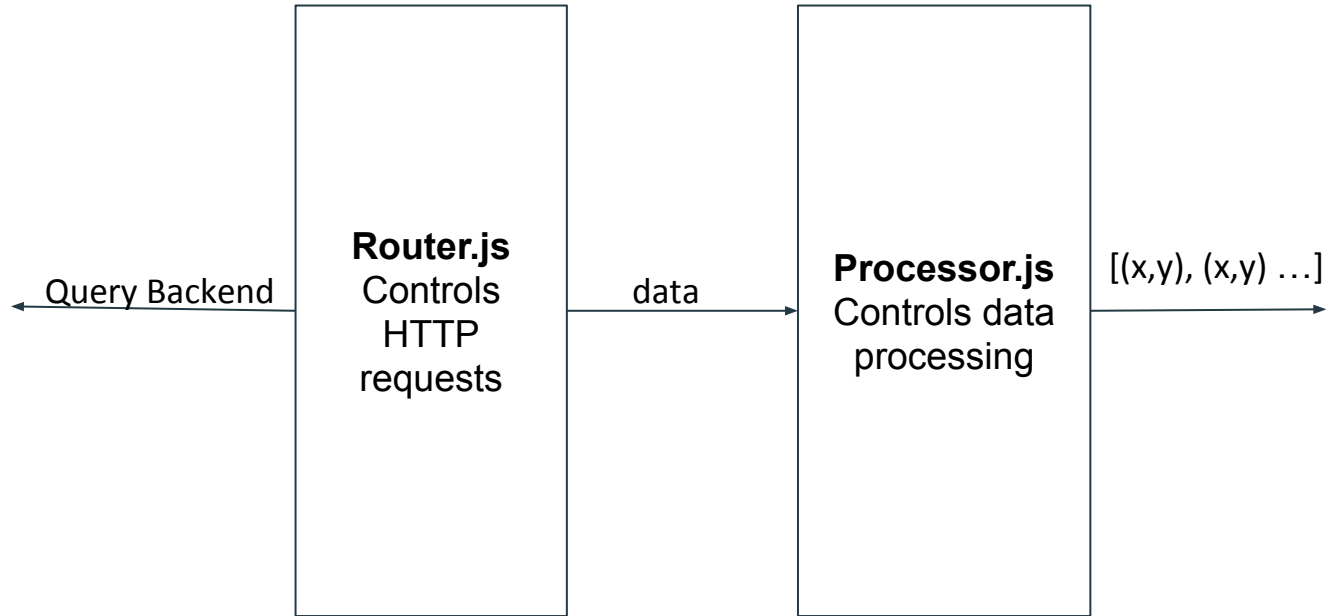 Query Backend
Router.js
Controls
HTTP
requests
data
Processor.js
Controls data
processing
[(x,y), (x,y) …]